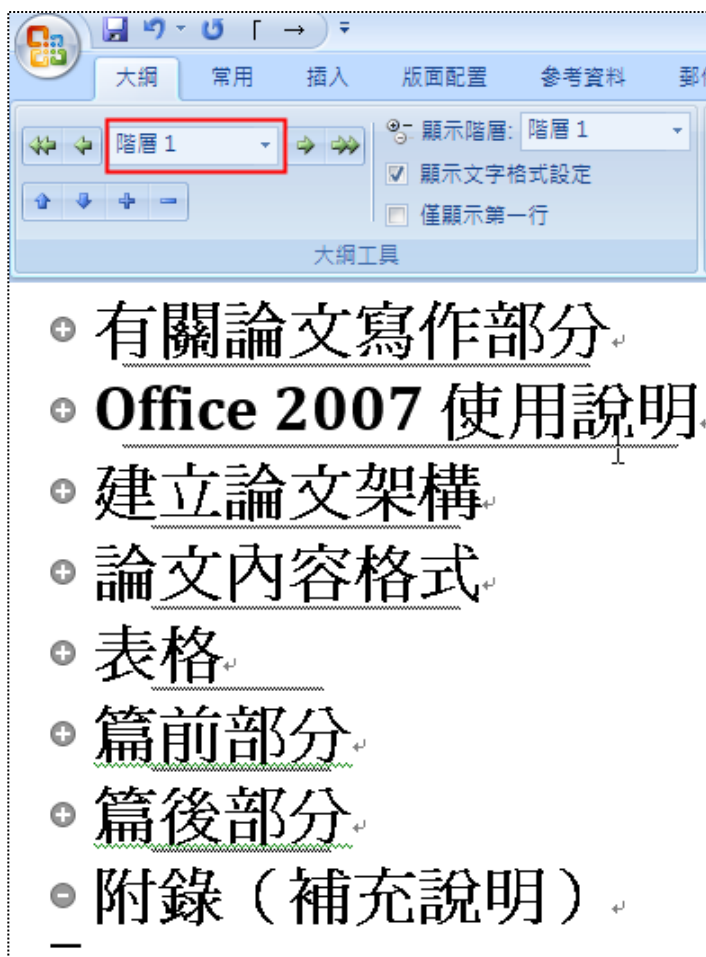 大綱 常用 插入 版面配置 參考資料
階層 1 顯示階層: 階層 1
顯示文字格式設定
僅顯示第一行
大綱工具
有關論文寫作部分
Office 2007 使用說明
建立論文架構
論文內容格式
表格
篇前部分
篇後部分
附錄（補充說明）